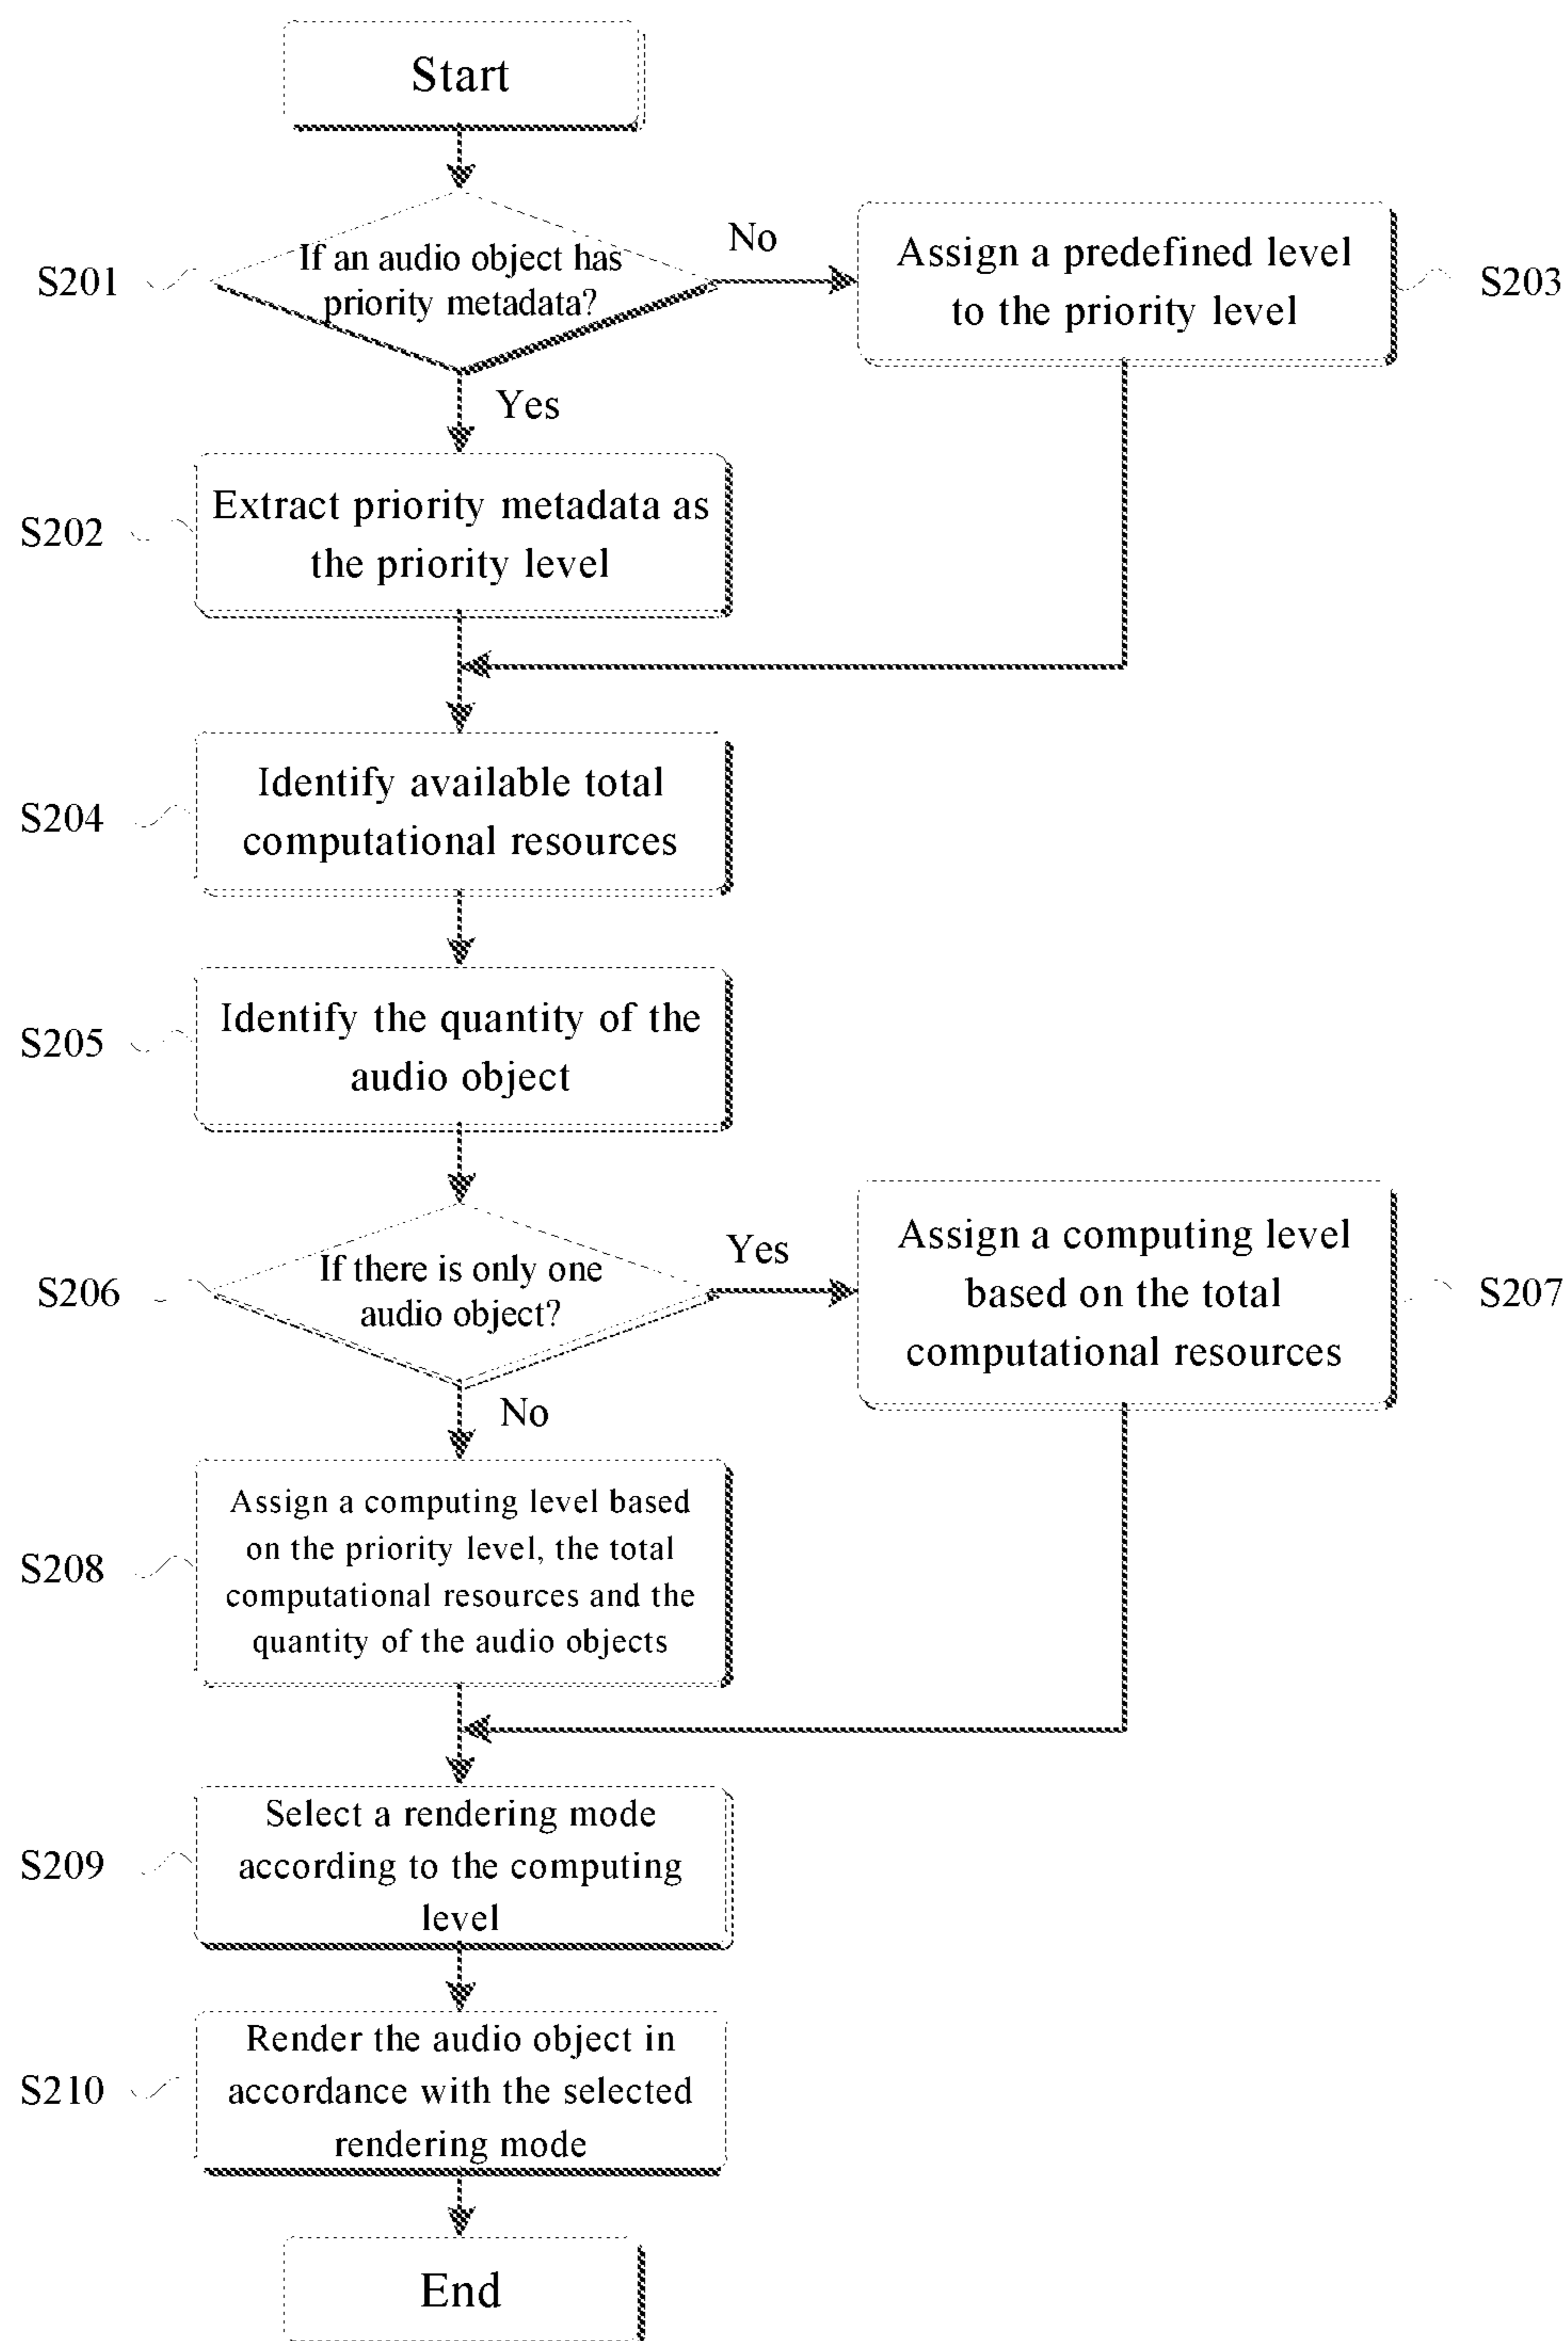 Start
S201
If an audio object has
priority metadata?
No
Assign a predefined level
to the priority level
S203
Yes
S202
Extract priority metadata as
the priority level
S204
Identify available total
computational resources
S205
Identify the quantity of the
audio object
S206
If there is only one
audio object?
Yes
Assign a computing level
based on the total
computational resources
S207
No
S208
Assign a computing level based
on the priority level, the total
computational resources and the
quantity of the audio objects
S209
Select a rendering mode
according to the computing
level
S210
Render the audio object in
accordance with the selected
rendering mode
End